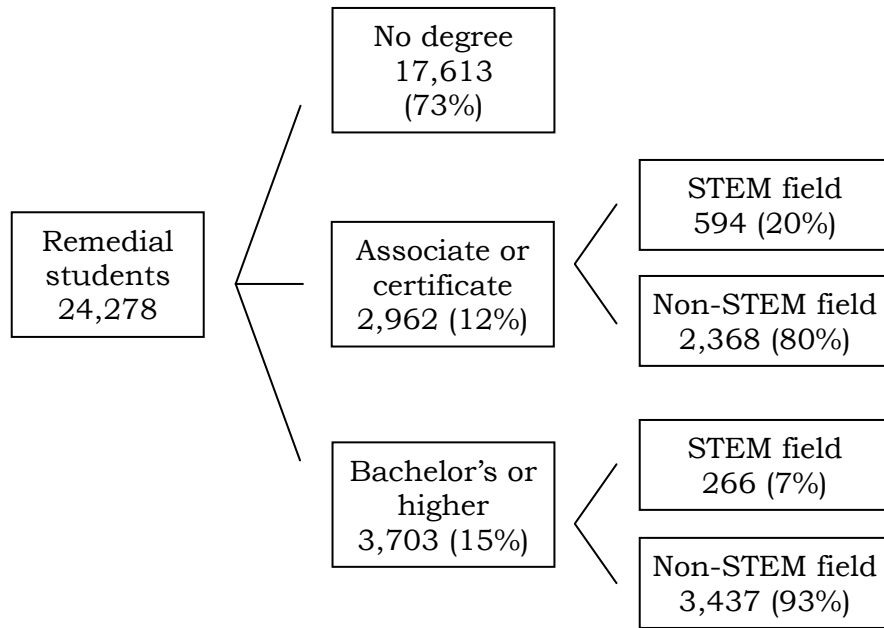 No degree
17,613
(73%)
Remedial
students
24,278
Associate or
certificate
2,962 (12%)
STEM field
594 (20%)
Non-STEM field
2,368 (80%)
Bachelor’s or
higher
3,703 (15%)
STEM field
266 (7%)
Non-STEM field
3,437 (93%)